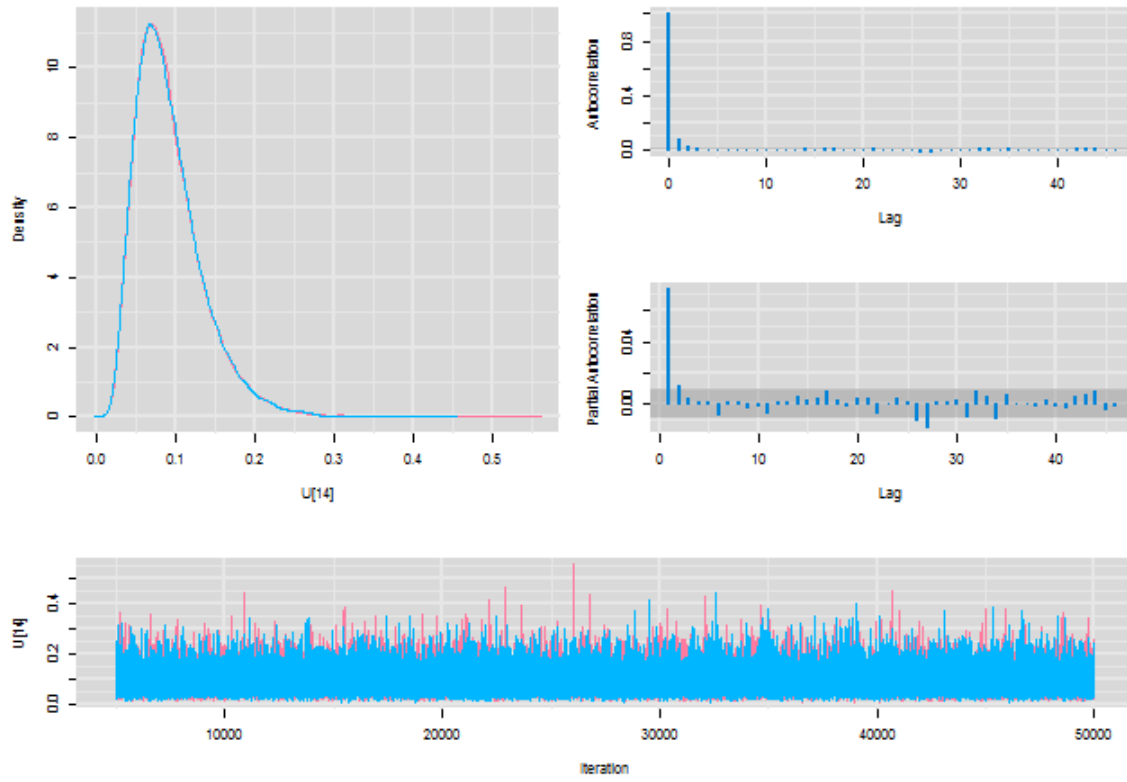 Density
0 2 4 6 8 10
0.0 0.1 0.2 0.3 0.4 0.5
U[14]
Autocorrelation
0.0 0.4 0.8
0 10 20 30 40
Lag
Partial Autocorrelation
0.00 0.04
0 10 20 30 40
Lag
U[14]
0.0 0.2 0.4
10000 20000 30000 40000 50000
Iteration